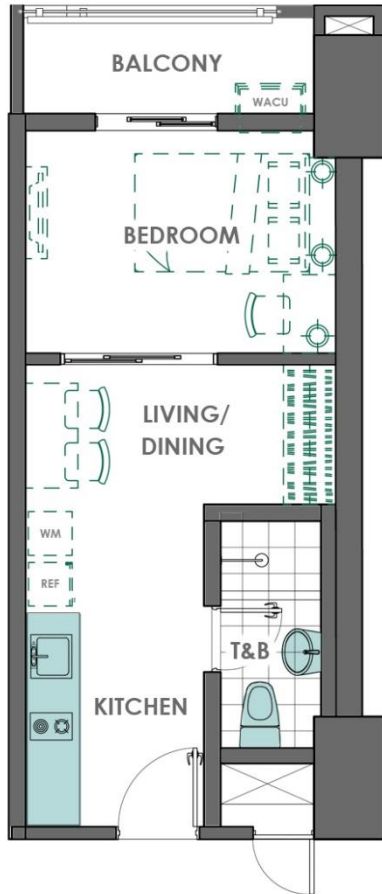 BALCONY
WACU
BEDROOM
LIVING/
DINING
WM
REF
T&B
KITCHEN